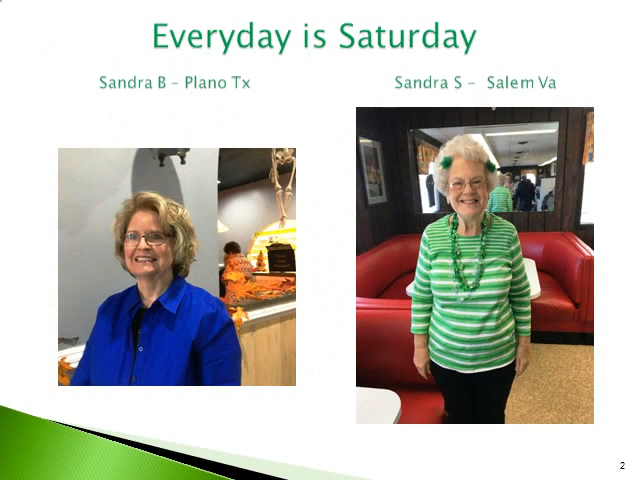 Everyday is Saturday
Sandra B – Plano Tx
Sandra S – Salem Va
2